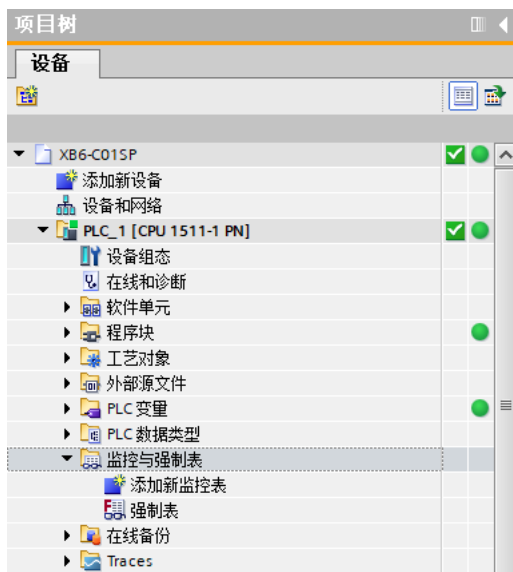 项目树
设备
XB6-C01SP
添加新设备
设备和网络
PLC_1 [CPU 1511-1 PN]
设备组态
在线和诊断
软件单元
程序块
工艺对象
外部源文件
PLC 变量
PLC 数据类型
监控与强制表
添加新监控表
强制表
在线备份
Traces